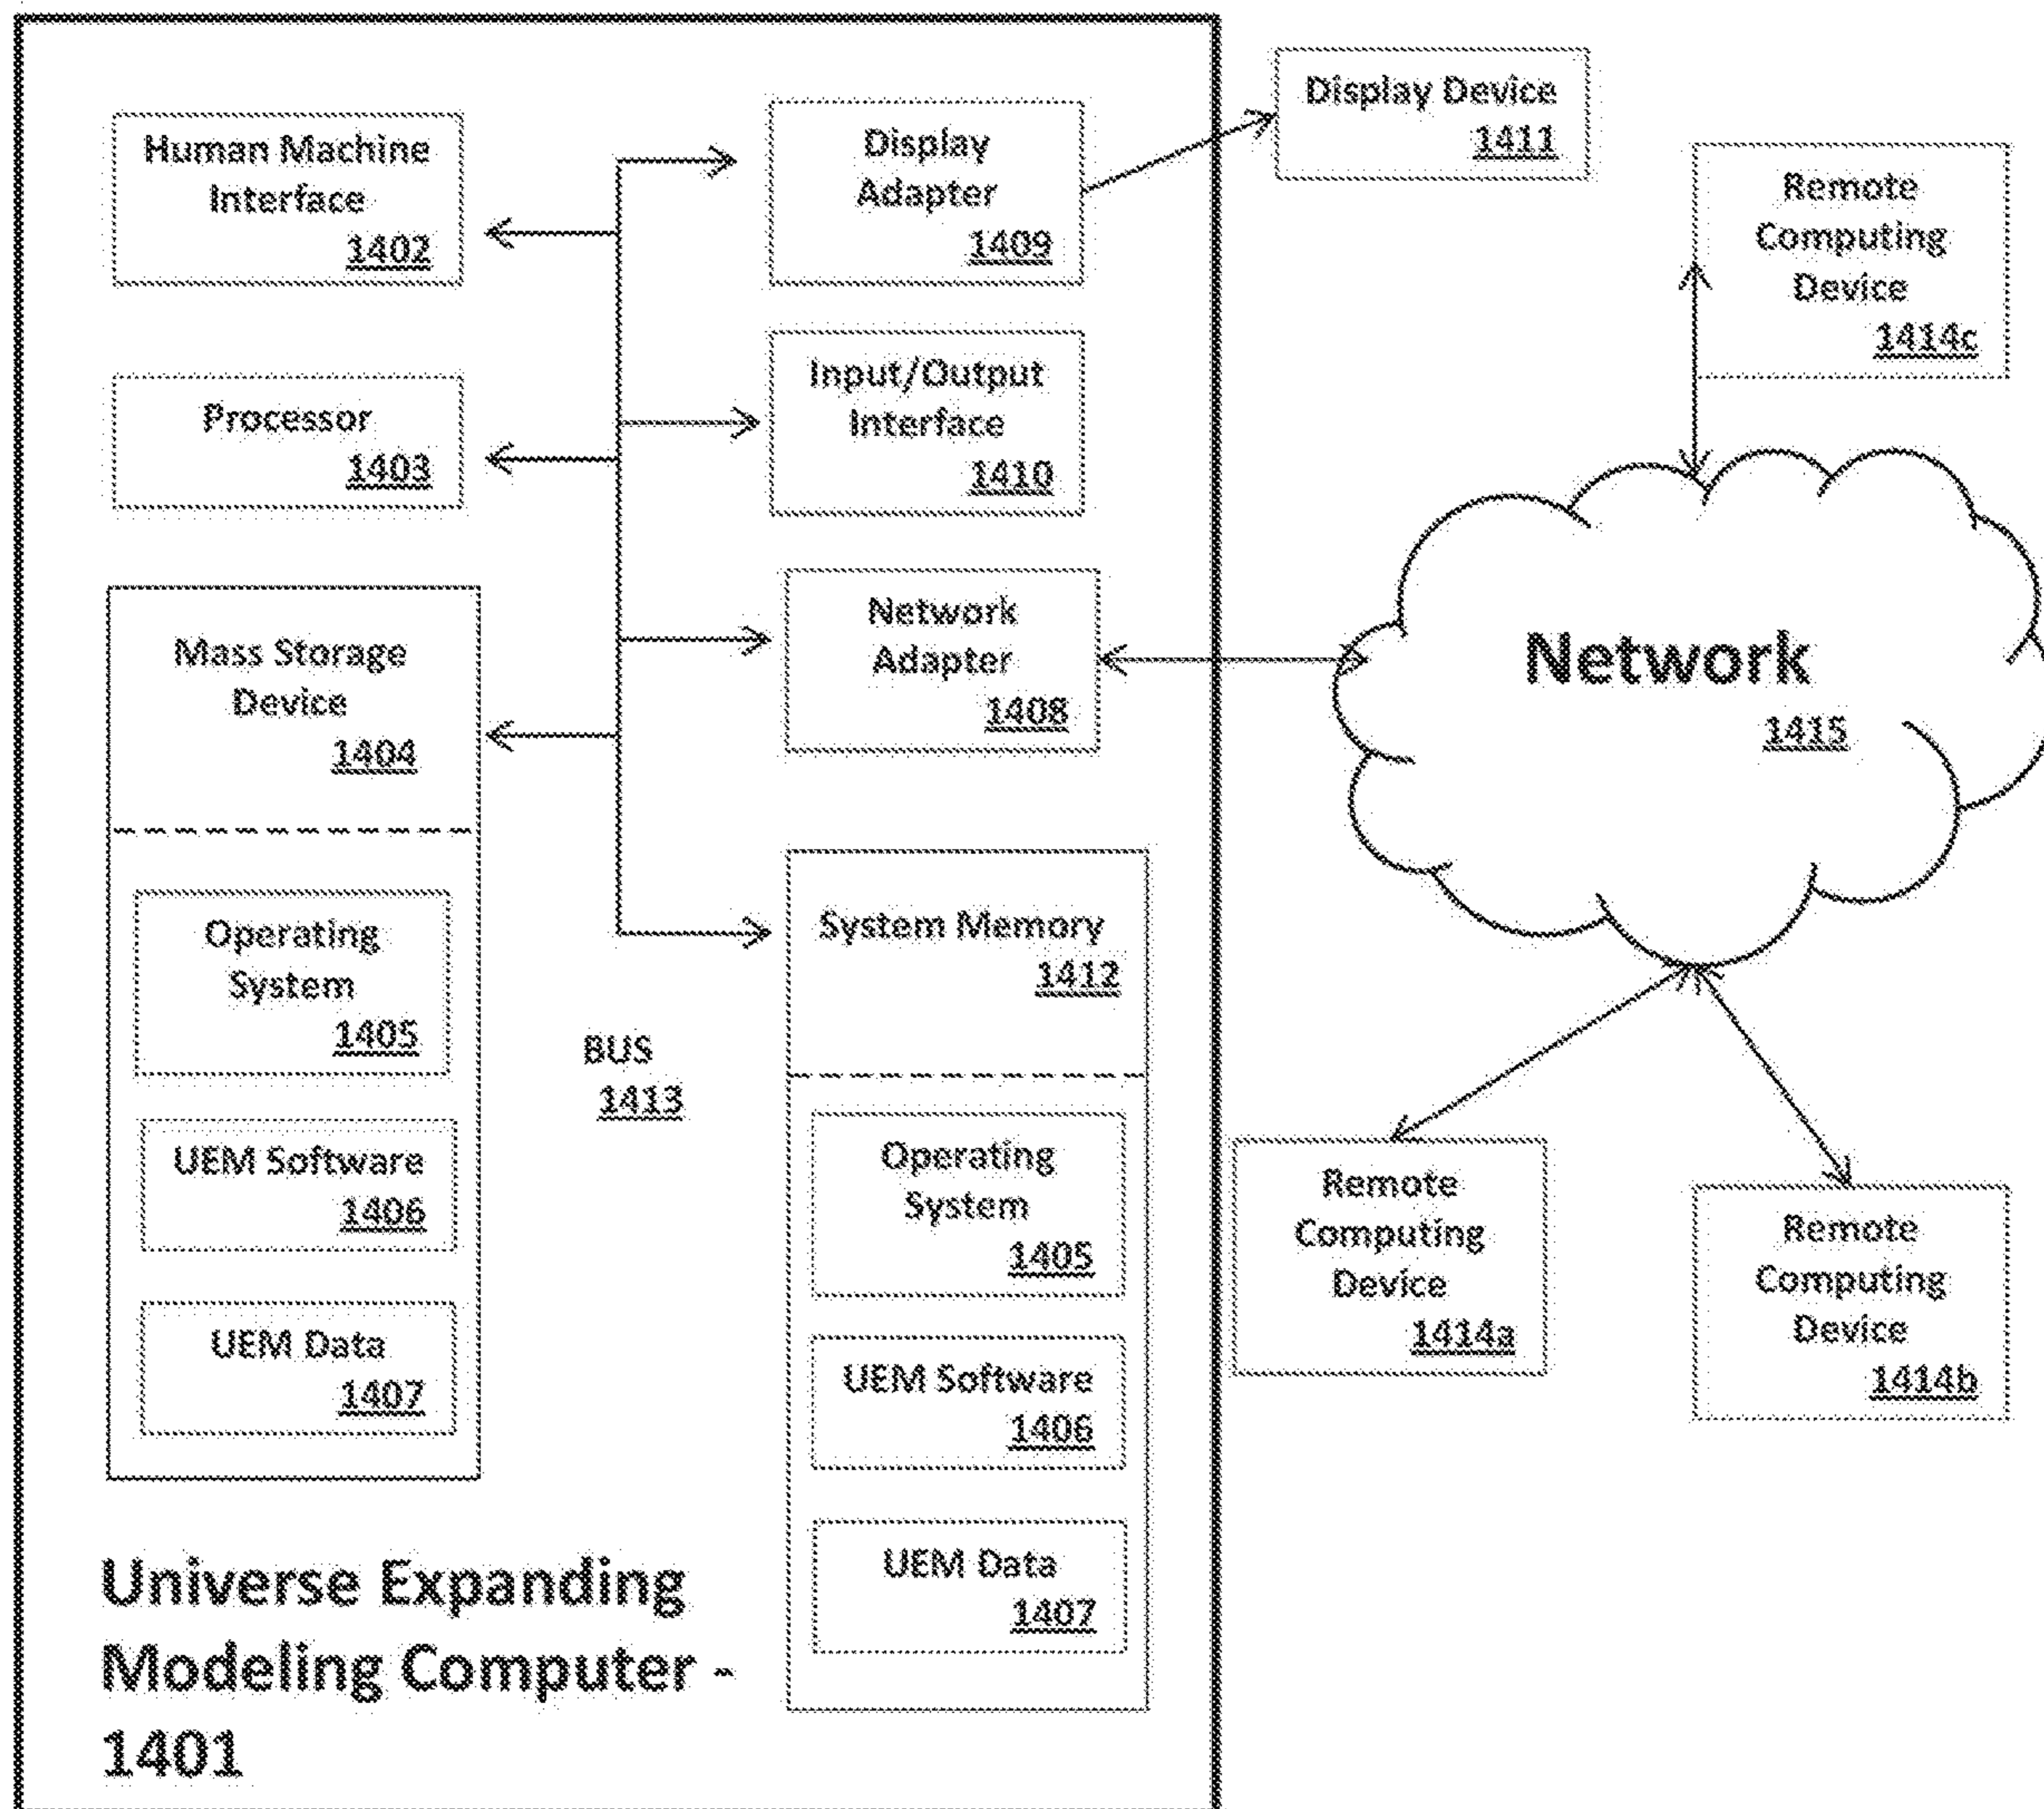 Human Machine
Interface
1402
Processor
1403
Mass Storage
Device
1404
Operating
System
1405
UEM Software
1406
UEM Data
1407
BUS
1413
Display
Adapter
1409
Input/Output
Interface
1410
Network
Adapter
1408
System Memory
1412
Operating
System
1405
UEM Software
1406
UEM Data
1407
Universe Expanding
Modeling Computer -
1401
Display Device
1411
Remote
Computing
Device
1414c
Network
1415
Remote
Computing
Device
1414a
Remote
Computing
Device
1414b